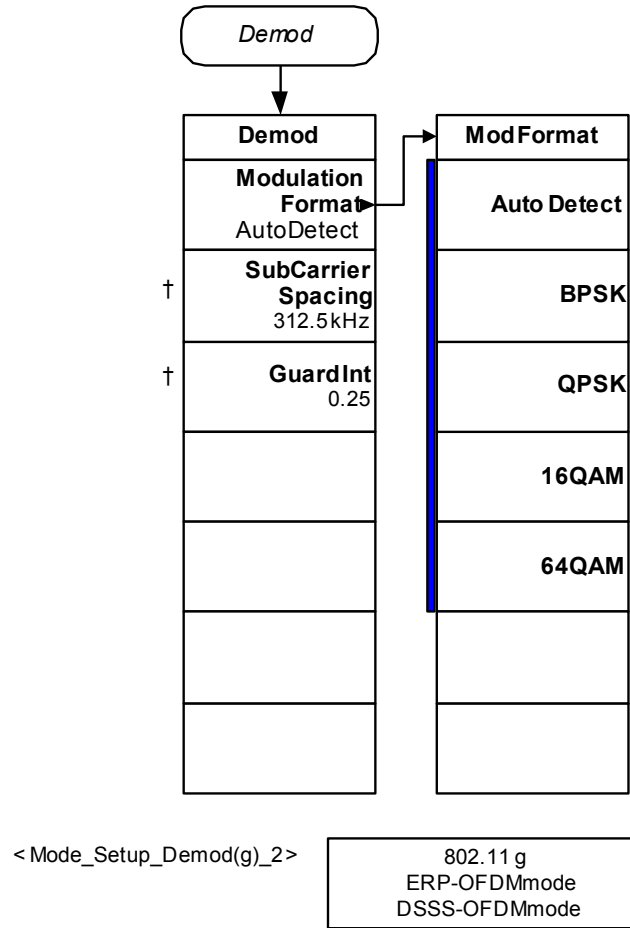 Demod
Demod
Modulation
Format
AutoDetect
† SubCarrier
Spacing
312.5kHz
† GuardInt
0.25
ModFormat
Auto Detect
BPSK
QPSK
16QAM
64QAM
<Mode_Setup_Demod(g)_2>
802.11 g
ERP-OFDMmode
DSSS-OFDMmode